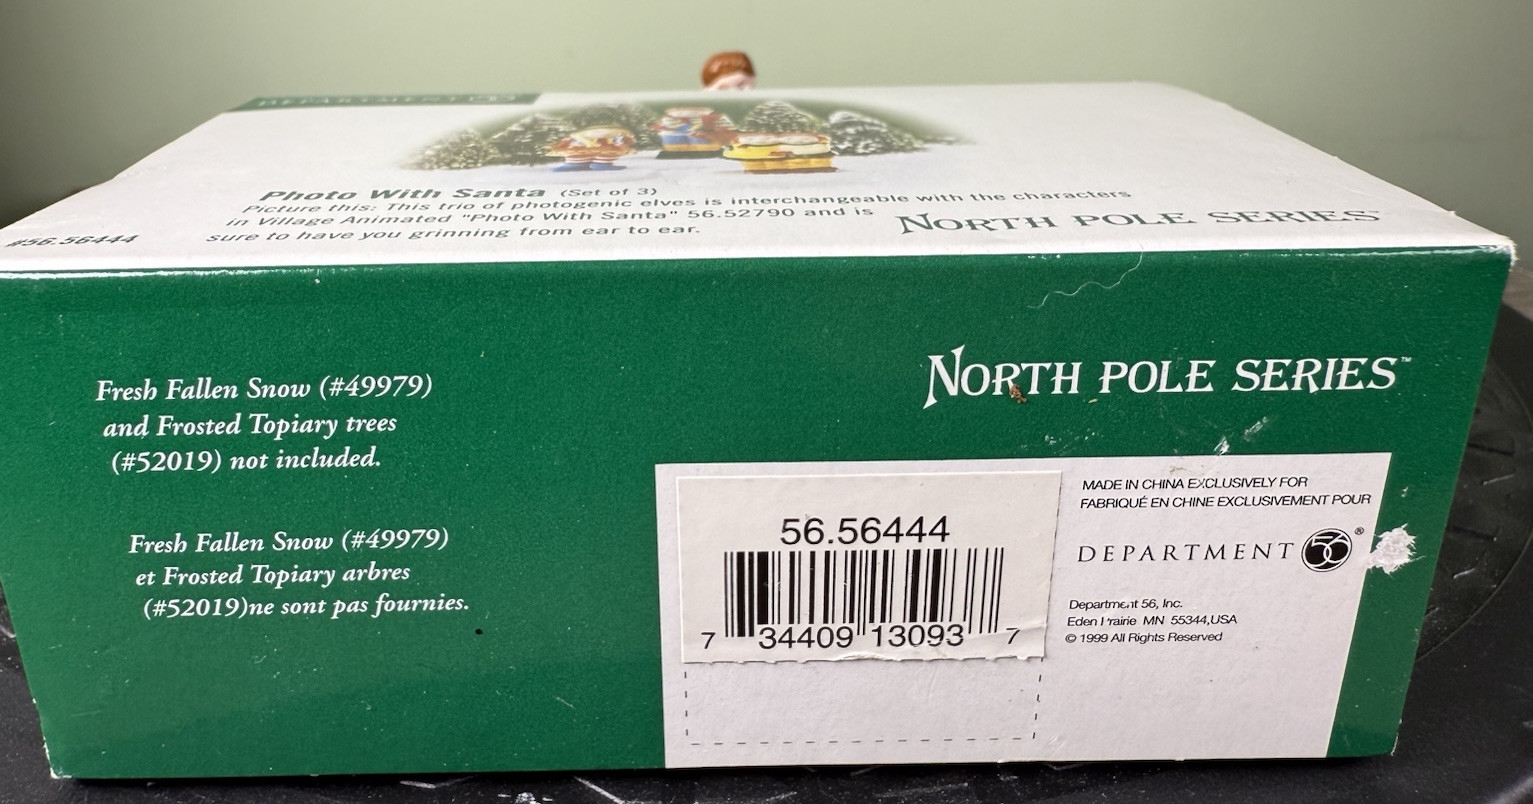 DEPARTMENT 56
Photo With Santa (Set of 3)
Picture this: This trio of photogenic elves is interchangeable with the characters
in Village Animated "Photo With Santa" 56.52790 and is
sure to have you grinning from ear to ear.
#56.56444
NORTH POLE SERIES
Fresh Fallen Snow (#49979)
and Frosted Topiary trees
(#52019) not included.
Fresh Fallen Snow (#49979)
et Frosted Topiary arbres
(#52019)ne sont pas fournies.
NORTH POLE SERIES™
56.56444
7 34409 13093 7
MADE IN CHINA EXCLUSIVELY FOR
FABRIQUÉ EN CHINE EXCLUSIVEMENT POUR
DEPARTMENT 56®
Department 56, Inc.
Eden Prairie MN 55344,USA
© 1999 All Rights Reserved